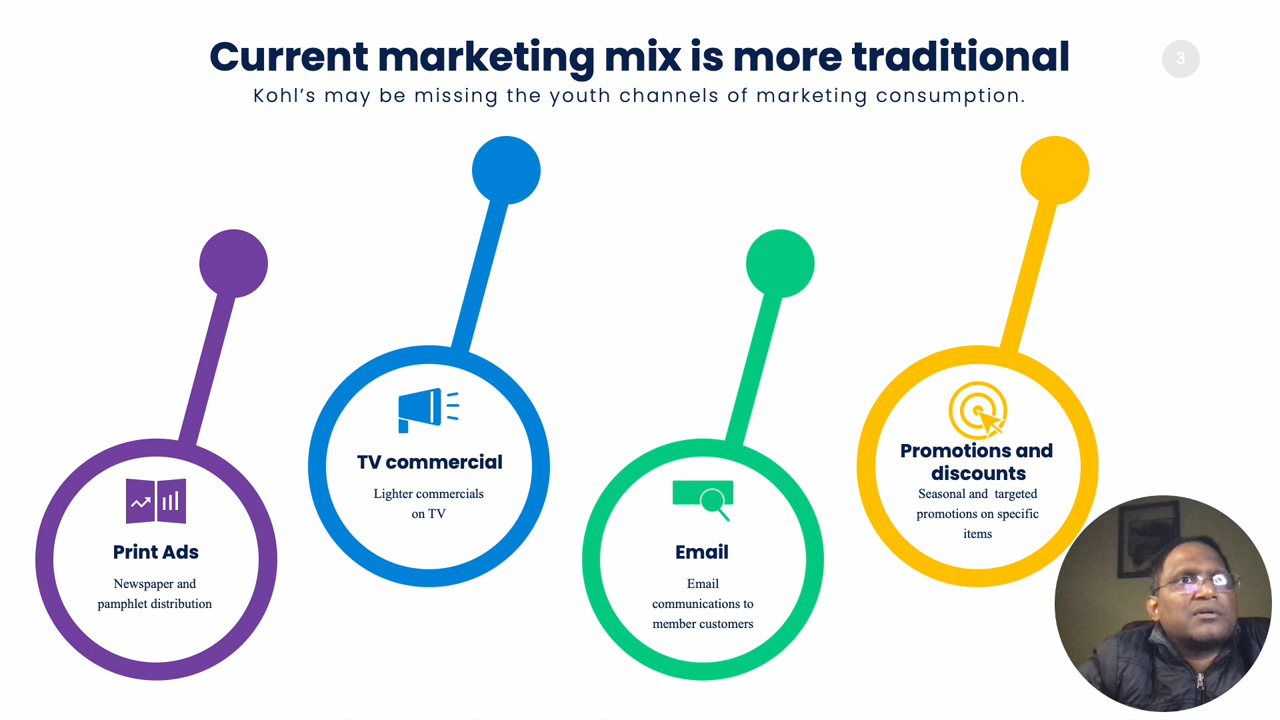 Current marketing mix is more traditional
3
Kohl's may be missing the youth channels of marketing consumption.
Print Ads
Newspaper and
pamphlet distribution
TV commercial
Lighter commercials
on TV
Email
Email
communications to
member customers
Promotions and
discounts
Seasonal and  targeted
promotions on specific
items